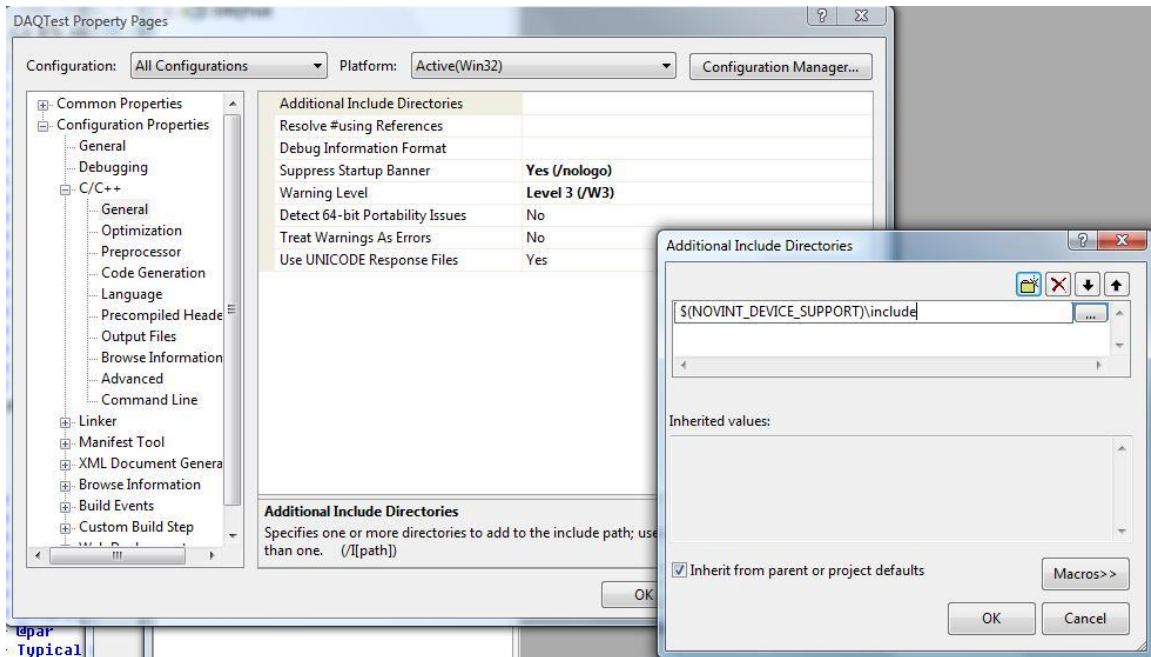 DAQTest Property Pages
Configuration: All Configurations Platform: Active(Win32) Configuration Manager...
Common Properties
Configuration Properties
General
Debugging
C/C++
General
Optimization
Preprocessor
Code Generation
Language
Precompiled Heade
Output Files
Browse Information
Advanced
Command Line
Linker
Manifest Tool
XML Document Genera
Browse Information
Build Events
Custom Build Step
Additional Include Directories
Resolve #using References
Debug Information Format
Suppress Startup Banner Yes (/nologo)
Warning Level Level 3 (/W3)
Detect 64-bit Portability Issues No
Treat Warnings As Errors No
Use UNICODE Response Files Yes
Additional Include Directories
Specifies one or more directories to add to the include path; use
than one. (/I[path])
OK
Additional Include Directories
$(NOVINT_DEVICE_SUPPORT)\include
...
Inherited values:
Inherit from parent or project defaults
Macros>>
OK Cancel
@par
Typical